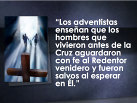 "Los adventistas
enseñan que los
hombres que
vivieron antes de la
Cruz aguardaron
con fe al Redentor
venidero y fueron
salvos al esperar
en Él."